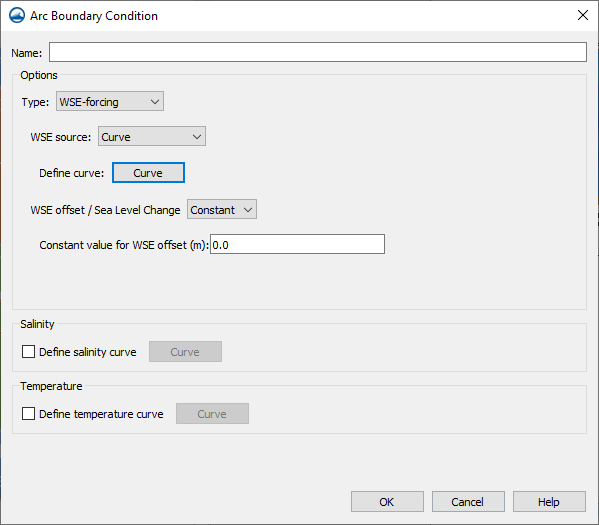 Arc Boundary Condition
Name:
Options
Type: WSE-forcing
WSE source: Curve
Define curve: Curve
WSE offset / Sea Level Change Constant
Constant value for WSE offset (m): 0.0
Salinity
Define salinity curve Curve
Temperature
Define temperature curve Curve
OK Cancel Help